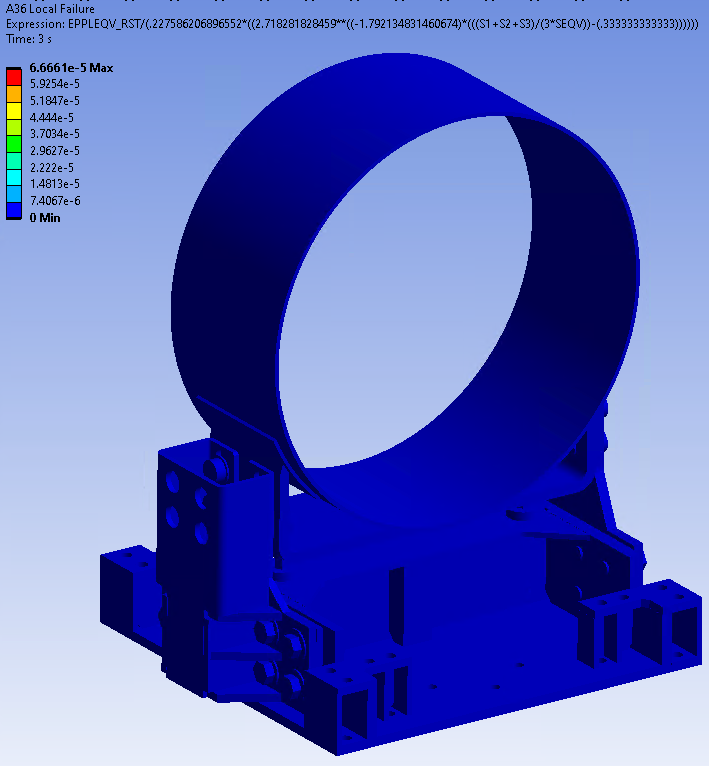 A36 Local Failure
Expression: EPPLEQV_RST/(.227586206896552*((2.718281828459**((-1.792134831460674)*(((S1+S2+S3)/(3*SEQV))-(.333333333333))))))
Time: 3 s
6.6661e-5 Max
5.9254e-5
5.1847e-5
4.444e-5
3.7034e-5
2.9627e-5
2.222e-5
1.4813e-5
7.4067e-6
0 Min